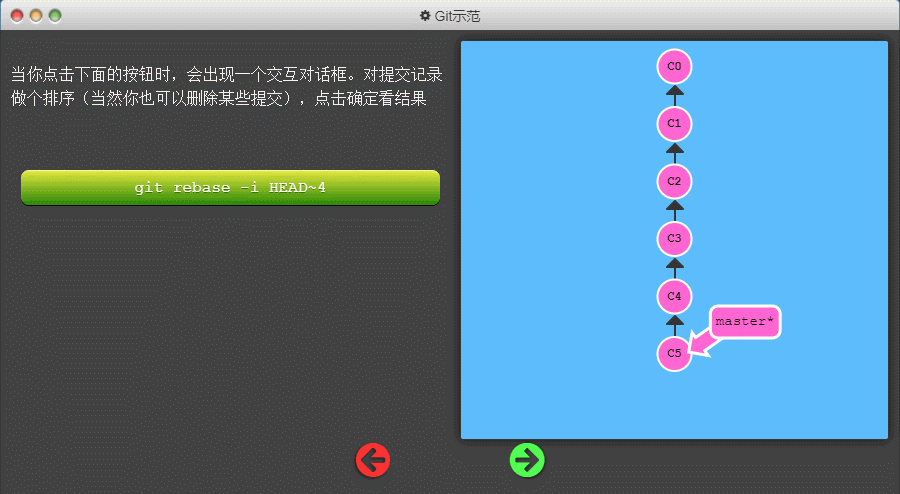 Git示范
当你点击下面的按钮时，会出现一个交互对话框。对提交记录
做个排序（当然你也可以删除某些提交），点击确定看结果
git rebase -i HEAD~4
C0
C1
C2
C3
C4
master*
C5